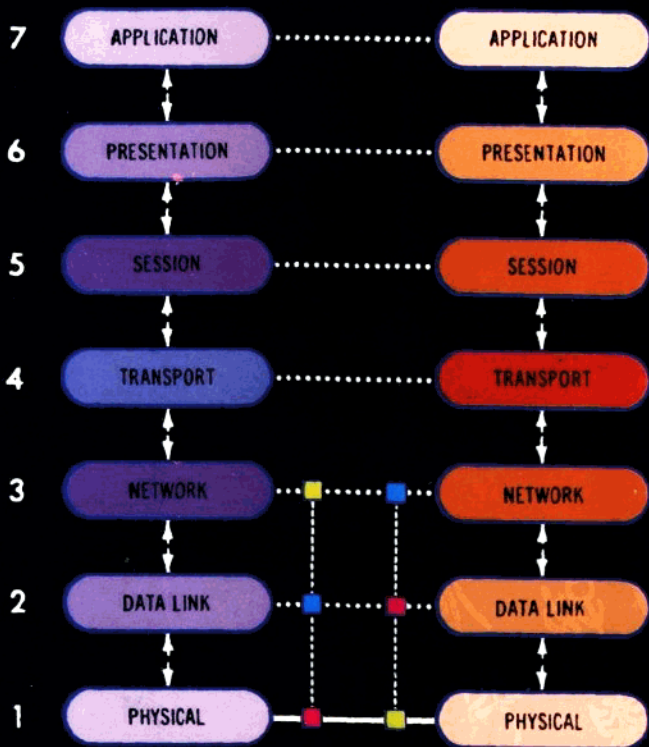 7 APPLICATION APPLICATION
6 PRESENTATION PRESENTATION
5 SESSION SESSION
4 TRANSPORT TRANSPORT
3 NETWORK NETWORK
2 DATA LINK DATA LINK
1 PHYSICAL PHYSICAL